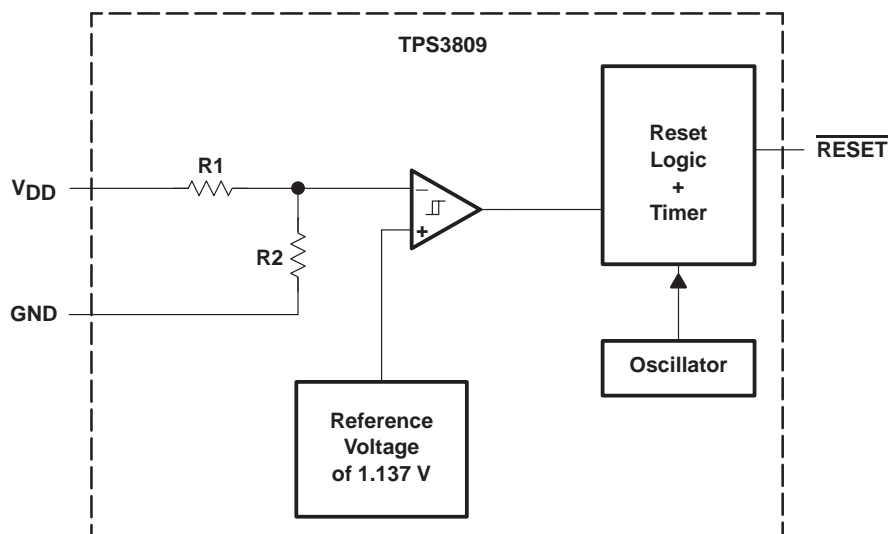 TPS3809
Reset
Logic
+
Timer
RESET
R1
VDD
−
+
R2
GND
Oscillator
Reference
Voltage
of 1.137 V